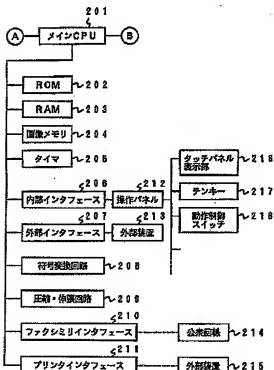 201
A
メインCPU
B
ROM 202
RAM 203
画像メモリ 204
タイマ 205
206
内部インタフェース
212
操作パネル
207
外部インタフェース
213
外部装置
符号変換回路 208
圧縮・伸長回路 209
210
ファクシミリインタフェース
公衆回線 214
211
プリンタインタフェース
外部装置 215
タッチパネル
表示部
216
テンキー 217
動作制御
スイッチ
218